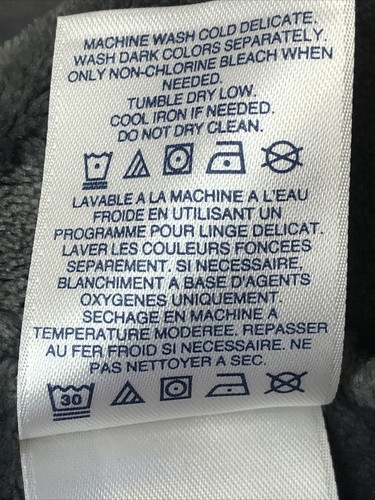 MACHINE WASH COLD DELICATE.
WASH DARK COLORS SEPARATELY.
ONLY NON-CHLORINE BLEACH WHEN
NEEDED.
TUMBLE DRY LOW.
COOL IRON IF NEEDED.
DO NOT DRY CLEAN.
LAVABLE A LA MACHINE A L'EAU
FROIDE EN UTILISANT UN
PROGRAMME POUR LINGE DELICAT.
LAVER LES COULEURS FONCEES
SEPAREMENT. SI NECESSAIRE,
BLANCHIMENT A BASE D'AGENTS
OXYGENES UNIQUEMENT.
SECHAGE EN MACHINE A
TEMPERATURE MODEREE. REPASSER
AU FER FROID SI NECESSAIRE. NE
PAS NETTOYER A SEC.
30